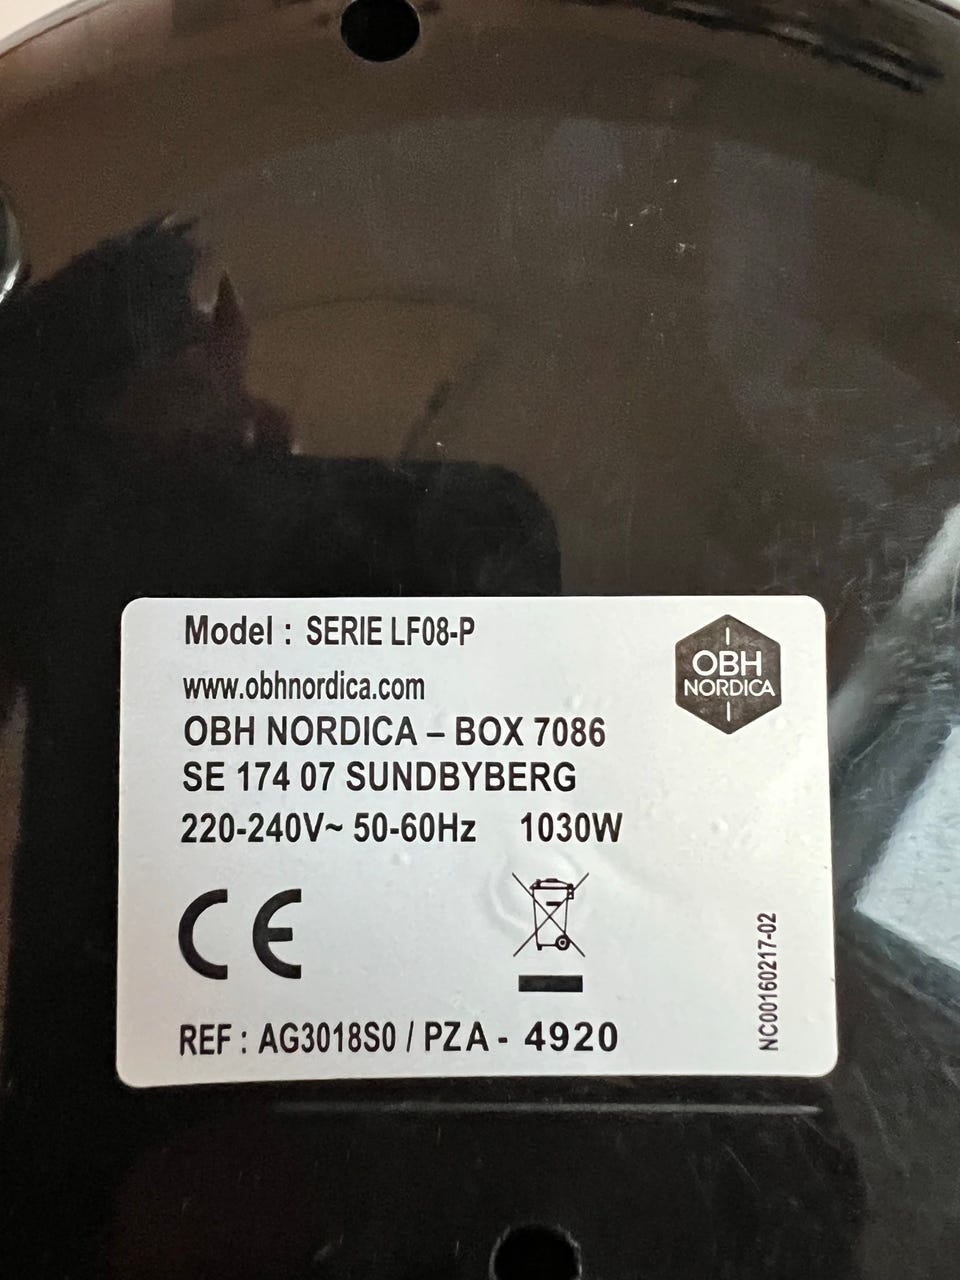 Model : SERIE LF08-P
www.obhnordica.com
OBH NORDICA – BOX 7086
SE 174 07 SUNDBYBERG
220-240V~ 50-60Hz 1030W
OBH
NORDICA
CE
REF : AG3018S0 / PZA - 4920
NC00160217-02